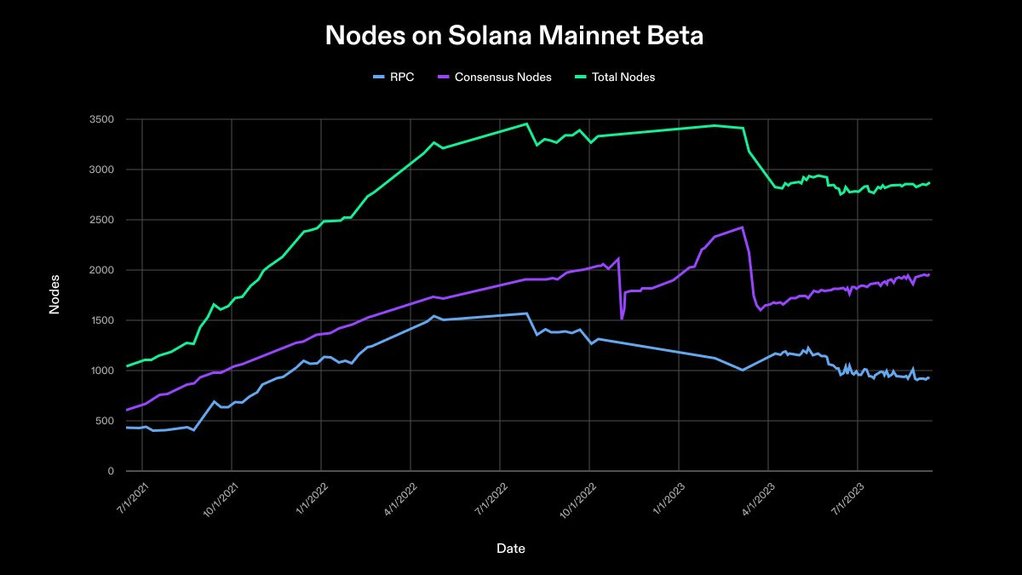 Nodes on Solana Mainnet Beta
RPC Consensus Nodes Total Nodes
3500
3000
2500
2000
1500
1000
500
0
Nodes
7/1/2021 10/1/2021 1/1/2022 4/1/2022 7/1/2022 10/1/2022 1/1/2023 4/1/2023 7/1/2023
Date